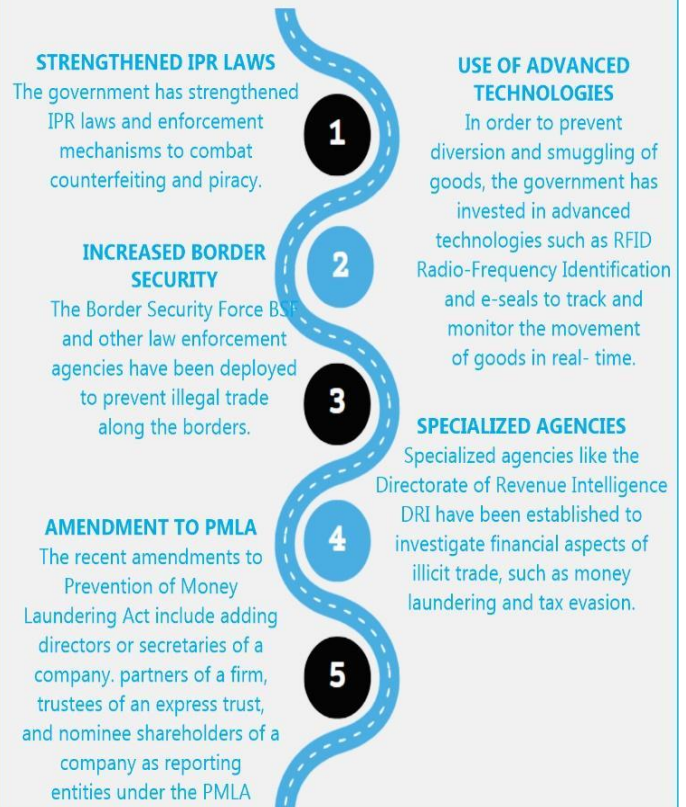 STRENGTHENED IPR LAWS
The government has strengthened
IPR laws and enforcement
mechanisms to combat
counterfeiting and piracy.
1
USE OF ADVANCED
TECHNOLOGIES
In order to prevent
diversion and smuggling of
goods, the government has
invested in advanced
technologies such as RFID
Radio-Frequency Identification
and e-seals to track and
monitor the movement
of goods in real- time.
2
INCREASED BORDER
SECURITY
The Border Security Force BSF
and other law enforcement
agencies have been deployed
to prevent illegal trade
along the borders.
3
SPECIALIZED AGENCIES
Specialized agencies like the
Directorate of Revenue Intelligence
DRI have been established to
investigate financial aspects of
illicit trade, such as money
laundering and tax evasion.
4
AMENDMENT TO PMLA
The recent amendments to
Prevention of Money
Laundering Act include adding
directors or secretaries of a
company. partners of a firm,
trustees of an express trust,
and nominee shareholders of a
company as reporting
entities under the PMLA
5